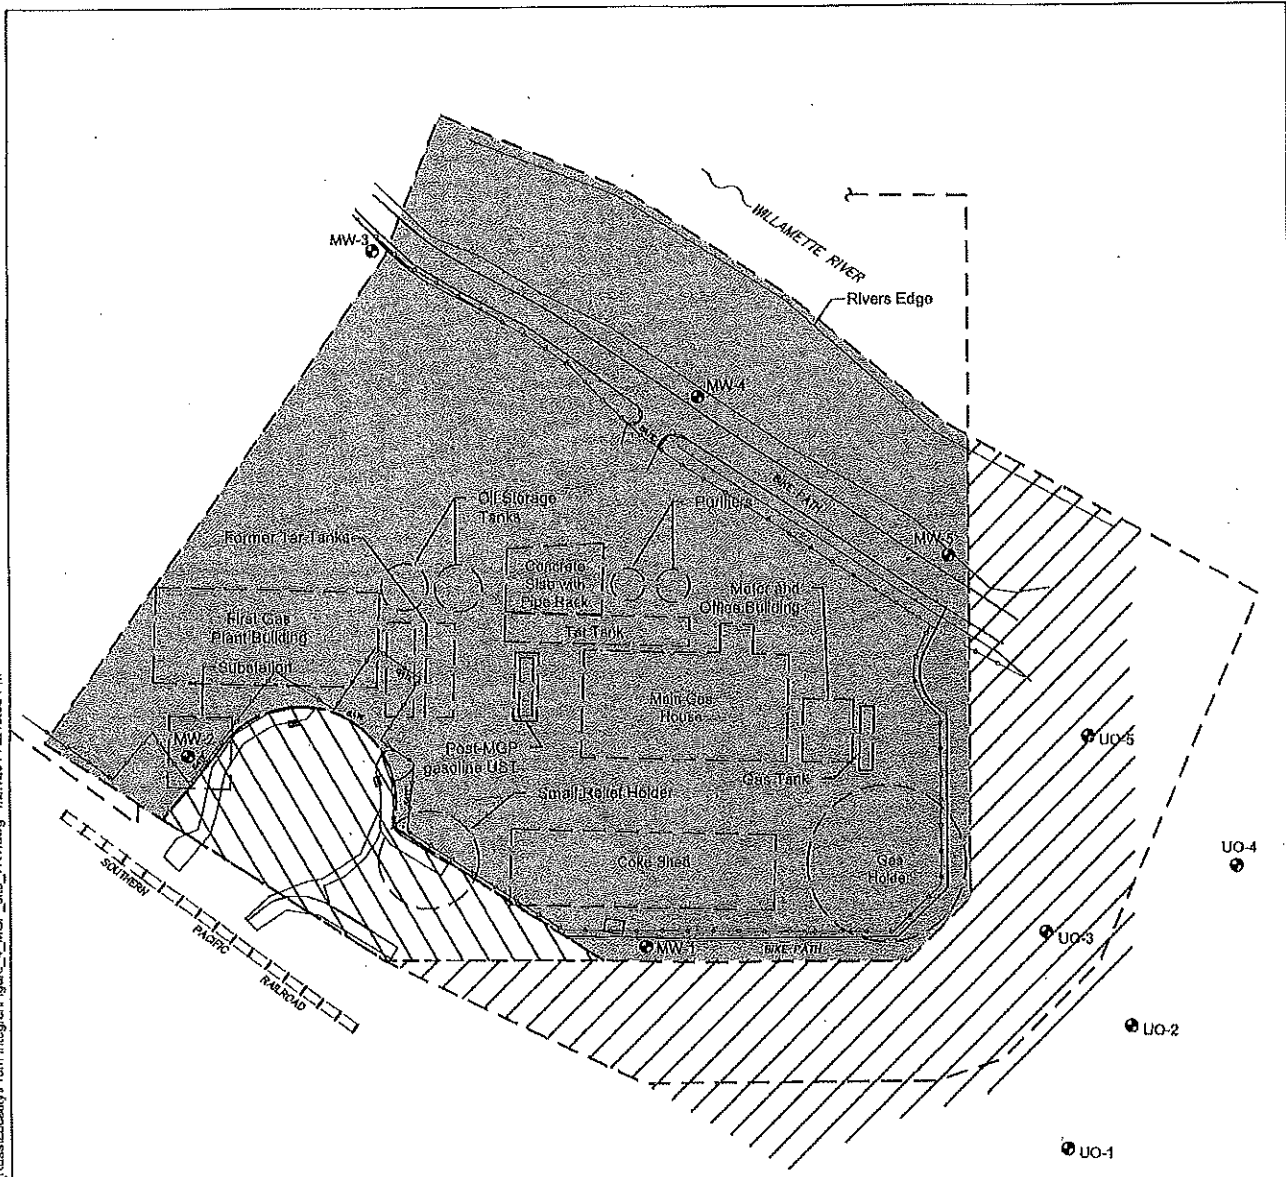 WILLAMETTE RIVER
MW-3
Rivers Edge
MW-4
Oil Storage
Tanks
Purifiers
BIKE PATH
Former Tar Tanks
MW-5
Concrete
Slab with
Pipe Rack
Motor and
Office Building
First Gas
Plant Building
Tar Tank
Substation
Main Gas
House
MW-2
UO-5
Post-MGP
gasoline UST
Gas Tank
Small Relief Holder
SOUTHERN
PACIFIC
RAILROAD
Coke Shed
Gas
Holder
UO-4
UO-3
MW-1
BIKE PATH
UO-2
UO-1